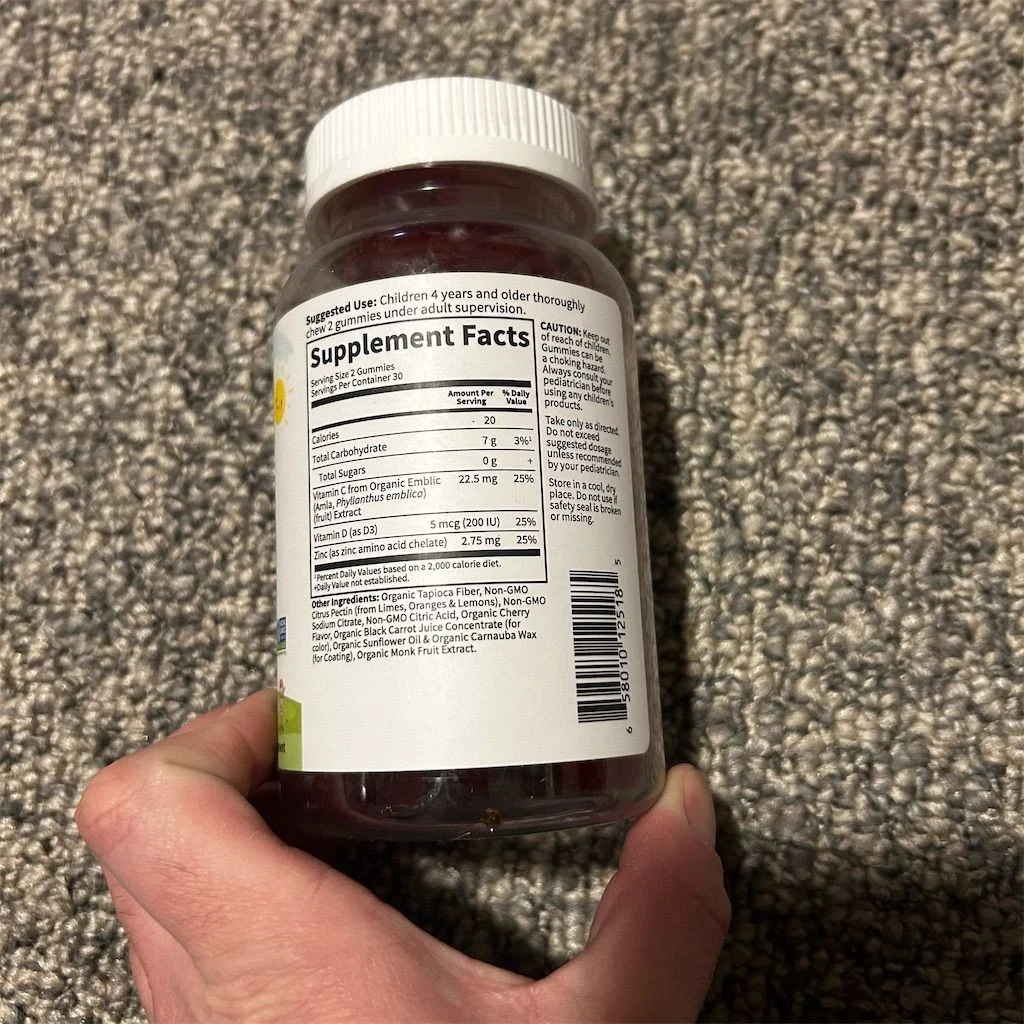 Suggested Use: Children 4 years and older thoroughly
chew 2 gummies under adult supervision.
Supplement Facts
Serving Size 2 Gummies
Servings Per Container 30
Amount Per Serving % Daily Value
Calories 20
Total Carbohydrate 7 g 3%¹
Total Sugars 0 g +
Vitamin C from Organic Emblic 22.5 mg 25%
(Amla, Phyllanthus emblica)
(fruit) Extract
Vitamin D (as D3) 5 mcg (200 IU) 25%
Zinc (as zinc amino acid chelate) 2.75 mg 25%
¹Percent Daily Values based on a 2,000 calorie diet.
+Daily Value not established.
Other Ingredients: Organic Tapioca Fiber, Non-GMO
Citrus Pectin (from Limes, Oranges & Lemons), Non-GMO
Sodium Citrate, Non-GMO Citric Acid, Organic Cherry
Flavor, Organic Black Carrot Juice Concentrate (for
color), Organic Sunflower Oil & Organic Carnauba Wax
(for Coating), Organic Monk Fruit Extract.
CAUTION: Keep out
of reach of children.
Gummies can be
a choking hazard.
Always consult your
pediatrician before
using any children's
products.
Take only as directed.
Do not exceed
suggested dosage
unless recommended
by your pediatrician.
Store in a cool, dry
place. Do not use if
safety seal is broken
or missing.
6 58010 12518 5